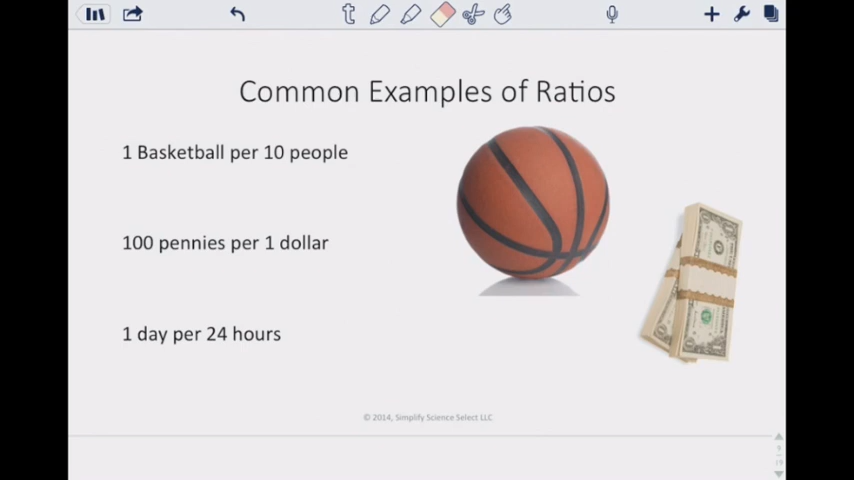 Common Examples of Ratios
1 Basketball per 10 people
100 pennies per 1 dollar
1 day per 24 hours
© 2014, Simplify Science Select LLC